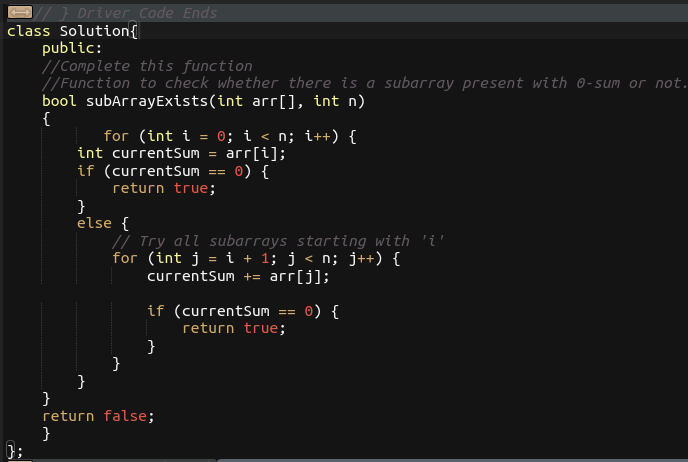 // } Driver Code Ends
class Solution{
    public:
    //Complete this function
    //Function to check whether there is a subarray present with 0-sum or not.
    bool subArrayExists(int arr[], int n)
    {
           for (int i = 0; i < n; i++) {
        int currentSum = arr[i];
        if (currentSum == 0) {
            return true;
        }
        else {
            // Try all subarrays starting with 'i'
            for (int j = i + 1; j < n; j++) {
                currentSum += arr[j];

                if (currentSum == 0) {
                    return true;
                }
            }
        }
    }
    return false;
    }
};